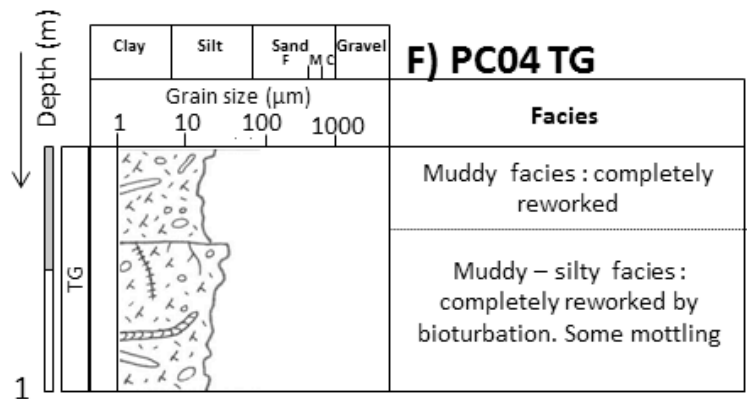 Depth (m)
Clay Silt Sand Gravel
F M C
F) PC04 TG
Grain size (μm)
1 10 100 1000
Facies
TG
Muddy facies : completely
reworked
Muddy – silty facies :
completely reworked by
bioturbation. Some mottling
1